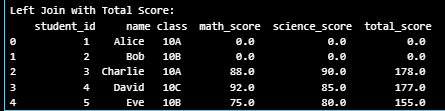 Left Join with Total Score:
   student_id     name class  math_score  science_score  total_score
0           1    Alice   10A         0.0            0.0          0.0
1           2      Bob   10B         0.0            0.0          0.0
2           3  Charlie   10A        88.0           90.0        178.0
3           4    David   10C        92.0           85.0        177.0
4           5      Eve   10B        75.0           80.0        155.0